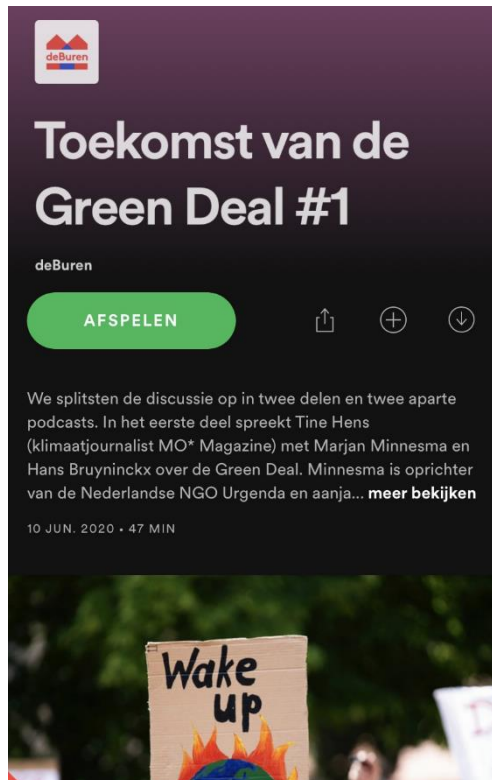 deBuren
Toekomst van de
Green Deal #1
deBuren
AFSPELEN
We splitsten de discussie op in twee delen en twee aparte
podcasts. In het eerste deel spreekt Tine Hens
(klimaatjournalist MO* Magazine) met Marjan Minnesma en
Hans Bruyninckx over de Green Deal. Minnesma is oprichter
van de Nederlandse NGO Urgenda en aanja... meer bekijken
10 JUN. 2020 • 47 MIN
Wake
up